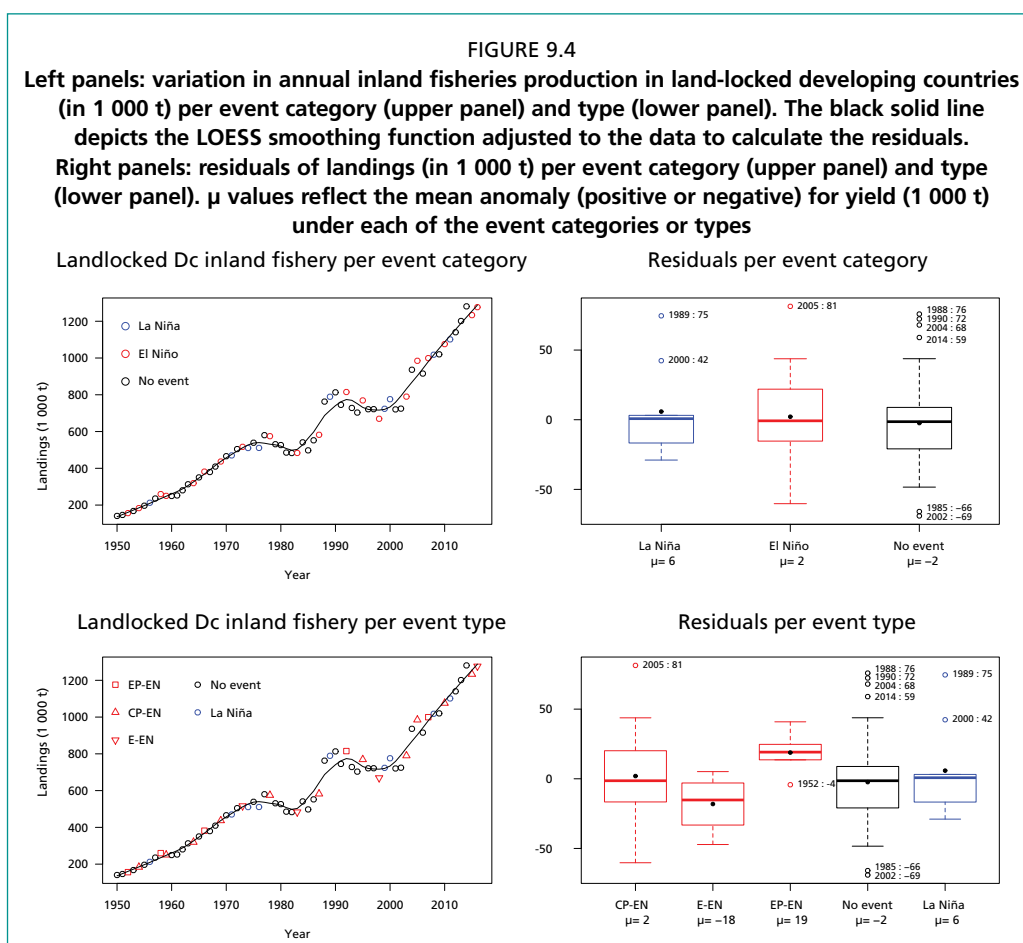 FIGURE 9.4
Left panels: variation in annual inland fisheries production in land-locked developing countries
(in 1 000 t) per event category (upper panel) and type (lower panel). The black solid line
depicts the LOESS smoothing function adjusted to the data to calculate the residuals.
Right panels: residuals of landings (in 1 000 t) per event category (upper panel) and type
(lower panel). μ values reflect the mean anomaly (positive or negative) for yield (1 000 t)
under each of the event categories or types
Landlocked Dc inland fishery per event category
Landings (1 000 t)
1200
1000
800
600
400
200
La Niña
El Niño
No event
1950 1960 1970 1980 1990 2000 2010
Year
Residuals per event category
50
0
-50
1989 : 75
2000 : 42
2005 : 81
1988 : 76
1990 : 72
2004 : 68
2014 : 59
1985 : −66
2002 : −69
La Niña El Niño No event
μ= 6 μ= 2 μ= −2
Landlocked Dc inland fishery per event type
Landings (1 000 t)
1200
1000
800
600
400
200
EP-EN No event
CP-EN La Niña
E-EN
1950 1960 1970 1980 1990 2000 2010
Year
Residuals per event type
50
0
-50
2005 : 81
1952 : -4
1988 : 76
1990 : 72
2004 : 68
2014 : 59
1985 : −66
2002 : −69
1989 : 75
2000 : 42
CP-EN E-EN EP-EN No event La Niña
μ= 2 μ= −18 μ= 19 μ= −2 μ= 6